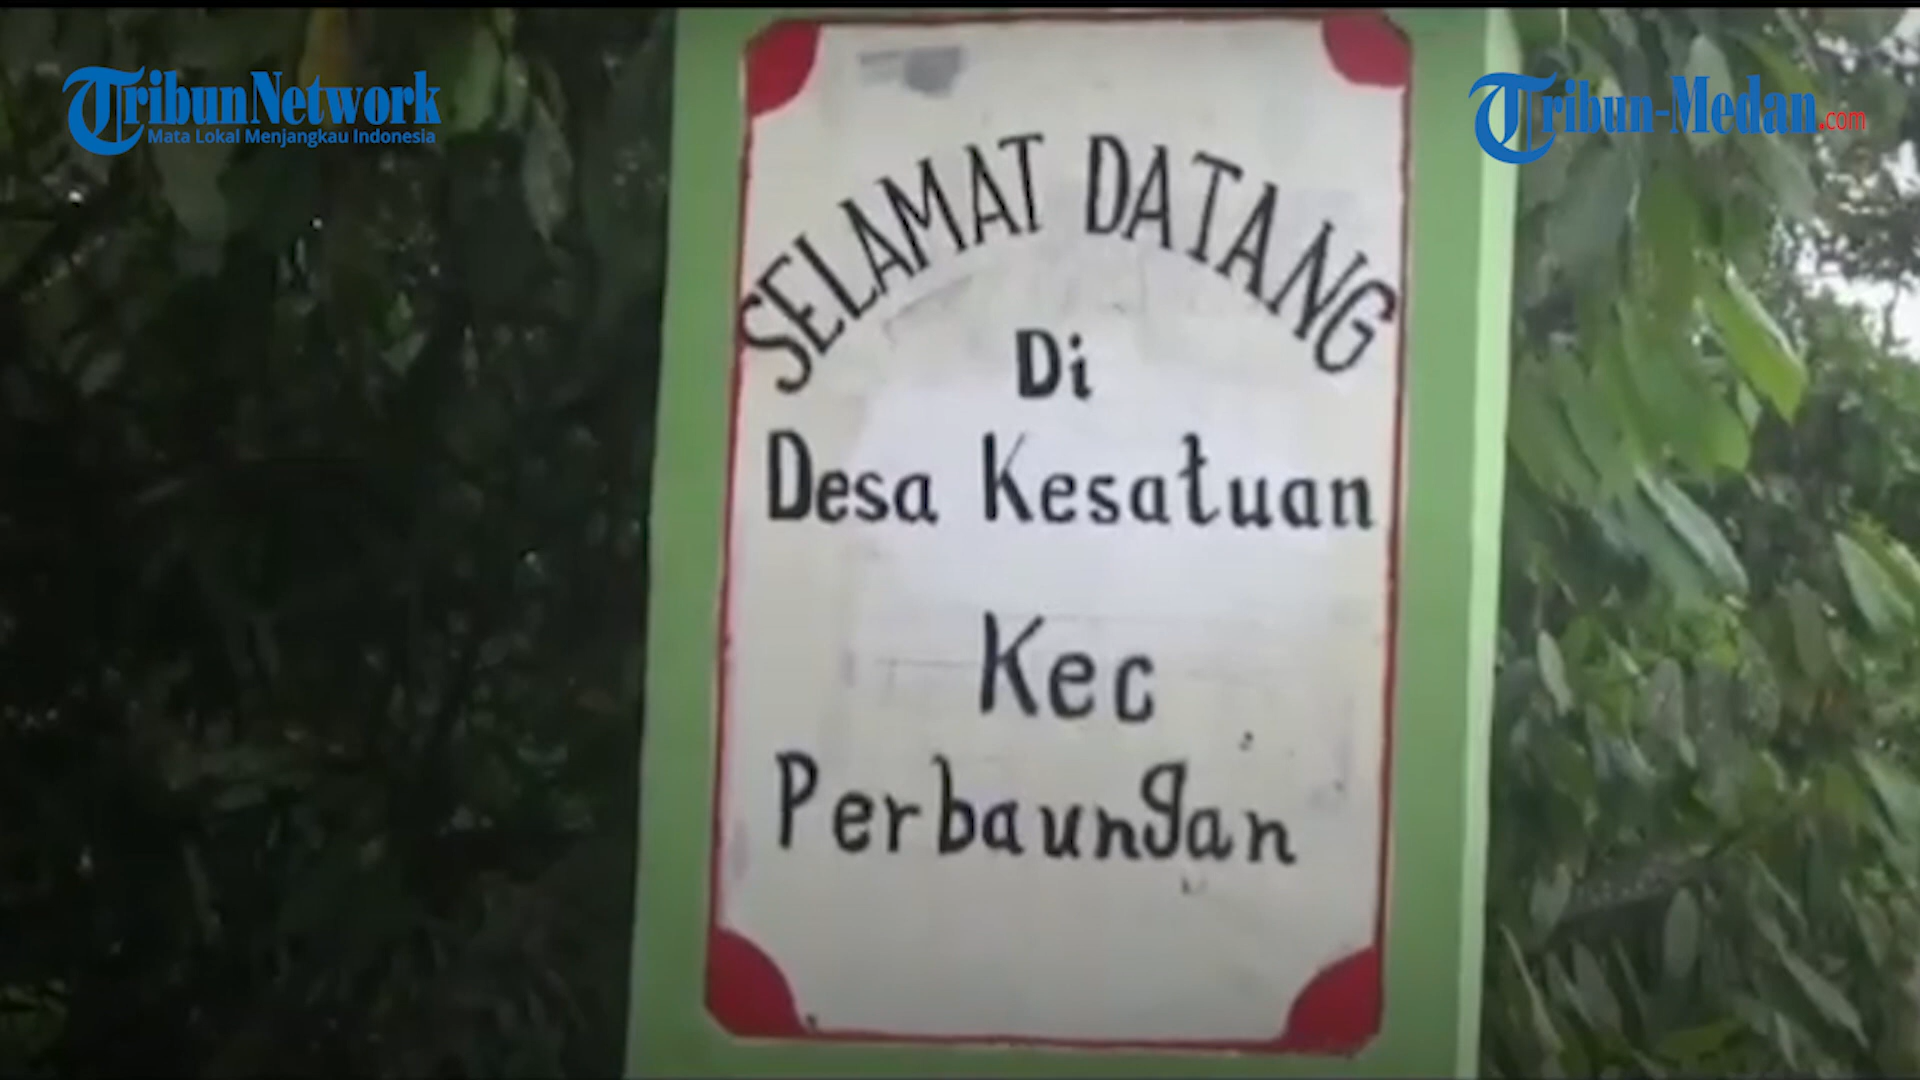 TribunNetwork
Mata Lokal Menjangkau Indonesia
Tribun-Medan.com
SELAMAT DATANG
Di
Desa Kesatuan
Kec
Perbaungan